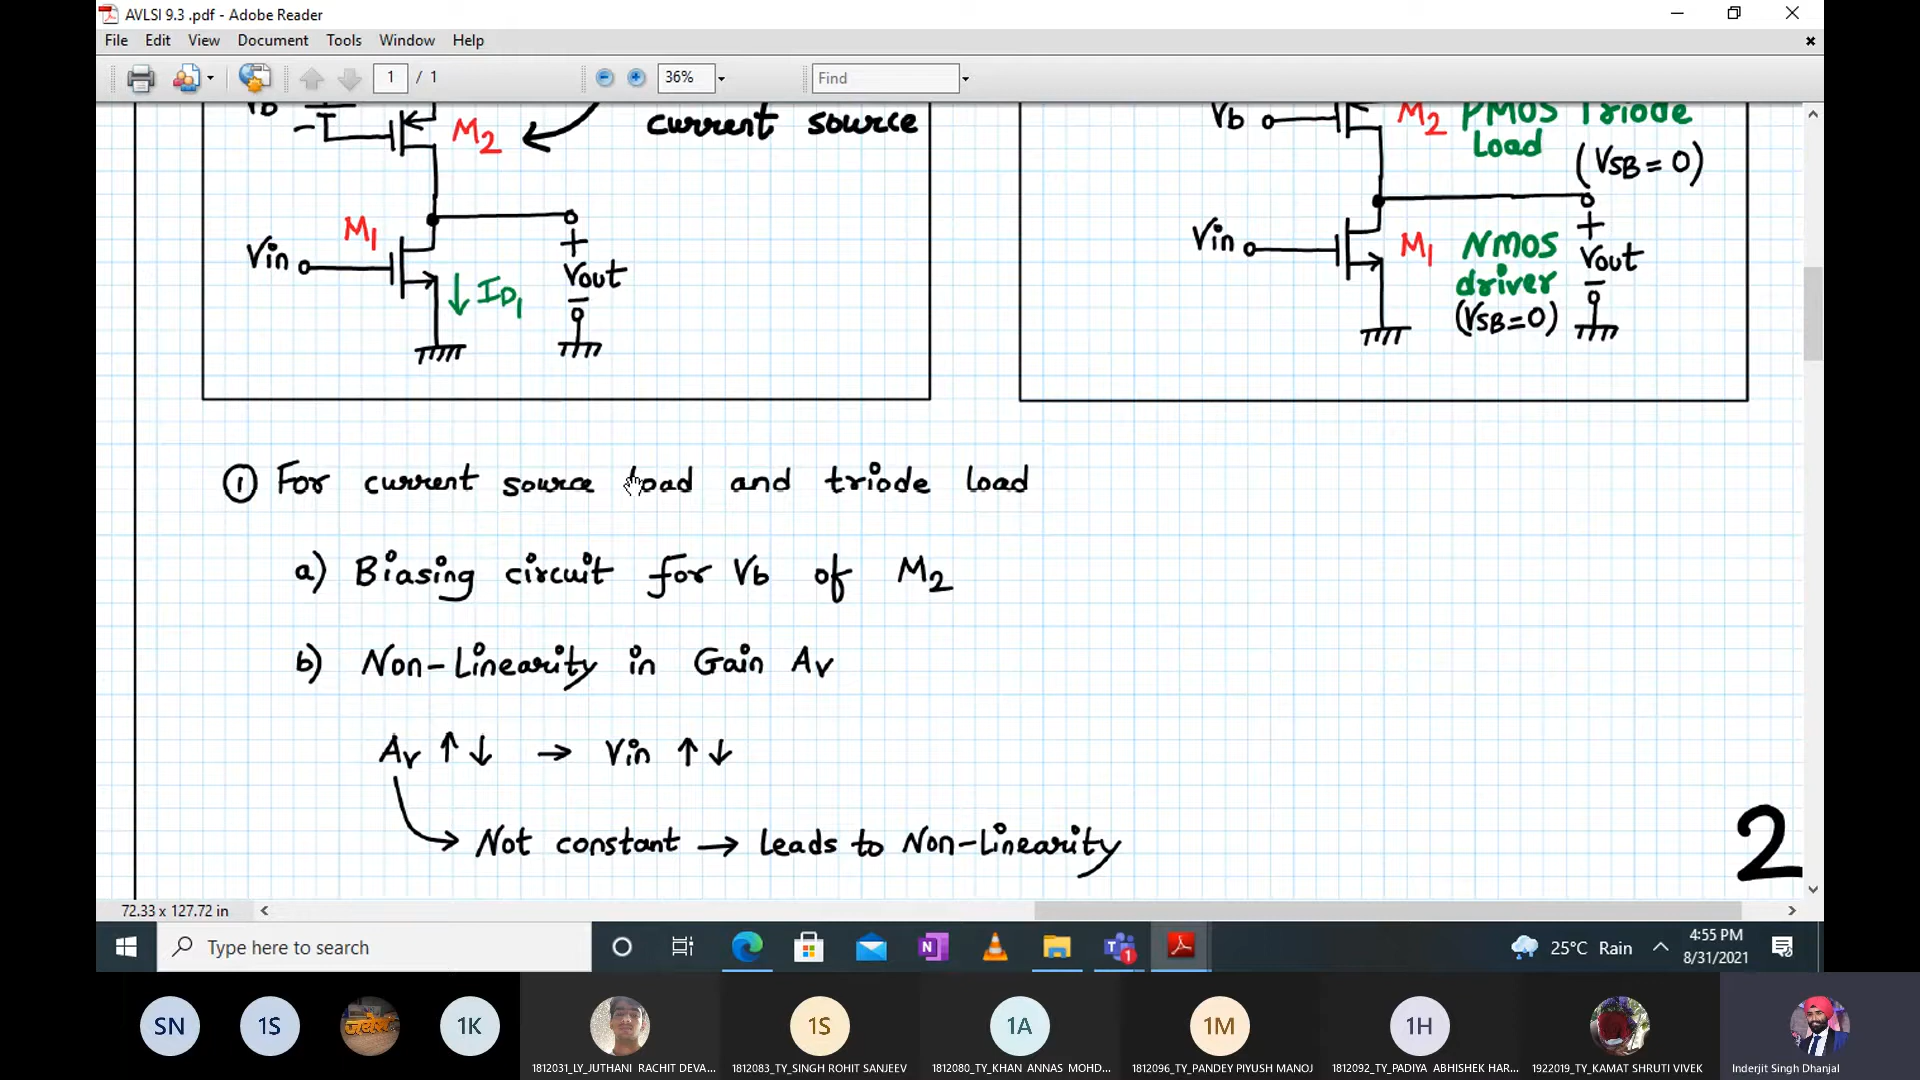 AVLSI 9.3 .pdf - Adobe Reader
File Edit View Document Tools Window Help
1 / 1
36%
Find
Vb
M2
current source
M1
Vin
ID1
+
Vout
−
Vb
M2 PMOS Triode
Load
(VSB=0)
Vin
M1 NMOS
driver
(VSB=0)
+
Vout
−
① For current source load and triode load
a) Biasing circuit for Vb of M2
b) Non-Linearity in Gain Av
Av ↑ ↓ → Vin ↑ ↓
Not constant → Leads to Non-Linearity
2
72.33 x 127.72 in
Type here to search
1
25°C Rain
4:55 PM
8/31/2021
SN
1S
1K
1S
1A
1M
1H
1812031_LY_JUTHANI RACHIT DEVA...
1812083_TY_SINGH ROHIT SANJEEV
1812080_TY_KHAN ANNAS MOHD...
1812096_TY_PANDEY PIYUSH MANOJ
1812092_TY_PADIYA ABHISHEK HAR...
1922019_TY_KAMAT SHRUTI VIVEK
Inderjit Singh Dhanjal